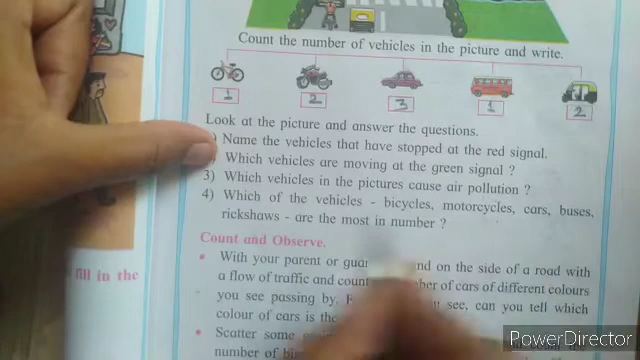 Count the number of vehicles in the picture and write.
1 2 3 1 2
Look at the picture and answer the questions.
) Name the vehicles that have stopped at the red signal.
Which vehicles are moving at the green signal ?
3) Which vehicles in the pictures cause air pollution ?
4) Which of the vehicles - bicycles, motorcycles, cars, buses,
rickshaws - are the most in number ?
Count and Observe.
fill in the
• With your parent or on the side of a road with
a flow of traffic and count of cars of different colours
you see passing by. see, can you tell which
colour of cars is the
• Scatter some
number of
PowerDirector